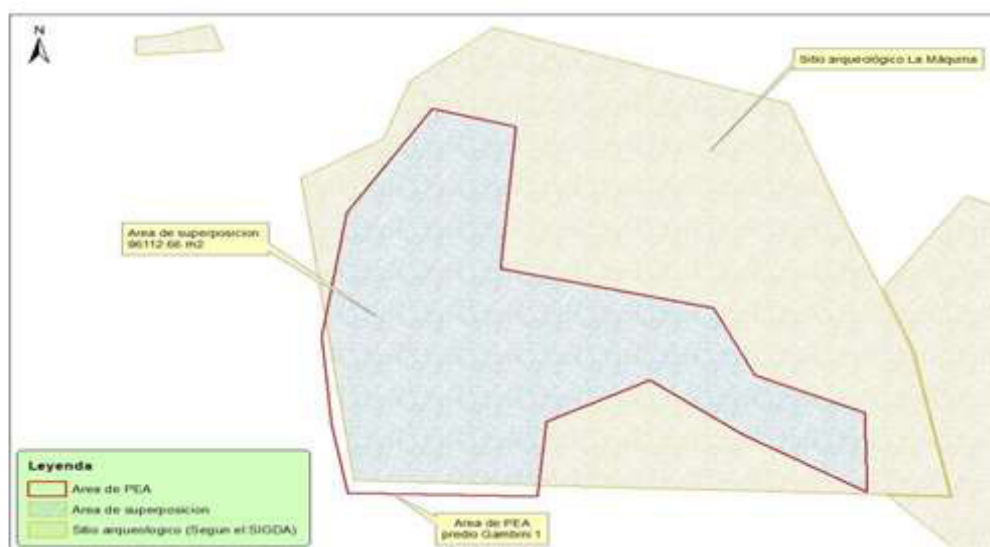 N
Sitio arqueológico La Máquina
Area de superposicion
96112.66 m2
Leyenda
Area de PEA
Area de superposicion
Sitio arqueologico (Segun el SIGDA)
Area de PEA
predio Gambini 1